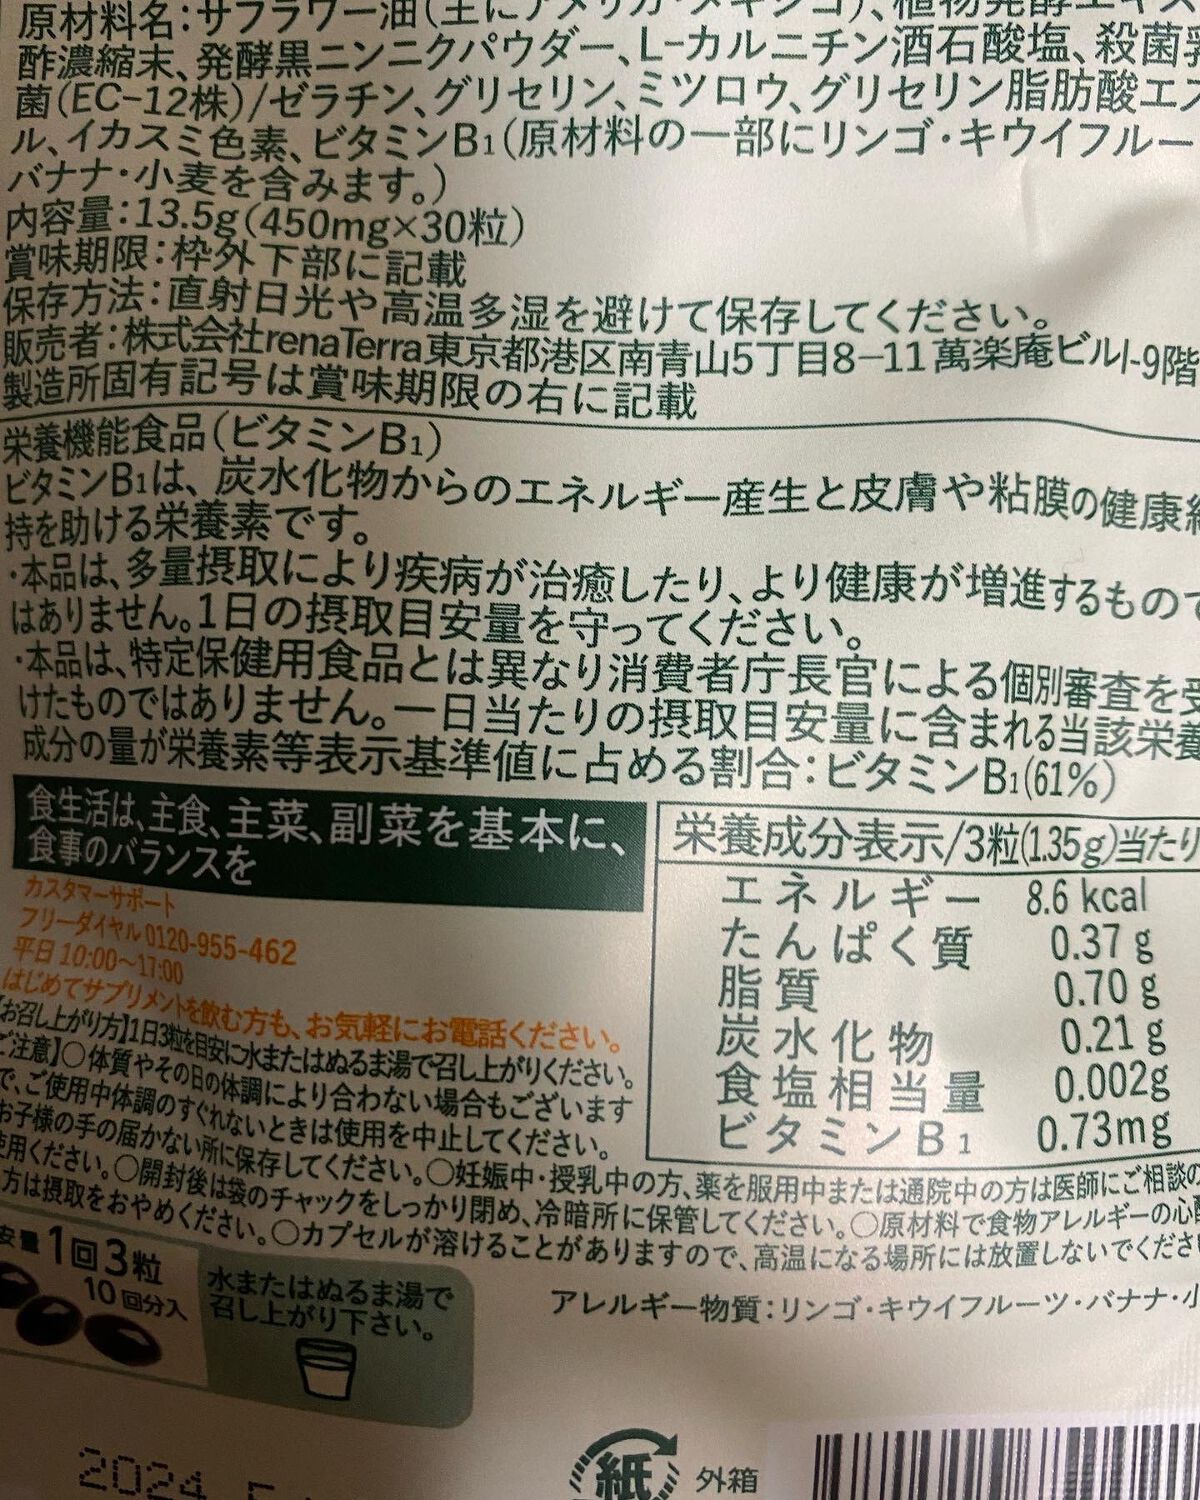 原材料名:サフラワー油(主にアメリカ・メキシコ)、植物発酵エキス
酢濃縮末、発酵黒ニンニクパウダー、L-カルニチン酒石酸塩、殺菌
菌(EC-12株)/ゼラチン、グリセリン、ミツロウ、グリセリン脂肪酸エス
ル、イカスミ色素、ビタミンB1(原材料の一部にリンゴ・キウイフルー
バナナ・小麦を含みます。)
内容量:13.5g(450mg×30粒)
賞味期限:枠外下部に記載
保存方法:直射日光や高温多湿を避けて保存してください。
販売者:株式会社renaTerra東京都港区南青山5丁目8-11萬楽庵ビルI-9階
製造所固有記号は賞味期限の右に記載
栄養機能食品(ビタミンB1)
ビタミンB1は、炭水化物からのエネルギー産生と皮膚や粘膜の健康維
持を助ける栄養素です。
・本品は、多量摂取により疾病が治癒したり、より健康が増進するもので
はありません。1日の摂取目安量を守ってください。
・本品は、特定保健用食品とは異なり消費者庁長官による個別審査を受
けたものではありません。一日当たりの摂取目安量に含まれる当該栄養
成分の量が栄養素等表示基準値に占める割合:ビタミンB1(61%)
食生活は、主食、主菜、副菜を基本に、
食事のバランスを
カスタマーサポート
フリーダイヤル0120-955-462
平日10:00~17:00
はじめてサプリメントを飲む方も、お気軽にお電話ください。
栄養成分表示/3粒(1.35g)当たり
エネルギー 8.6 kcal
たんぱく質 0.37 g
脂質 0.70 g
炭水化物 0.21 g
食塩相当量 0.002g
ビタミンB1 0.73mg
【お召し上がり方】1日3粒を目安に水またはぬるま湯で召し上がりください。
ご注意】○体質やその日の体調により合わない場合もございます
で、ご使用中体調のすぐれないときは使用を中止してください。
お子様の手の届かない所に保存してください。○妊娠中・授乳中の方、薬を服用中または通院中の方は医師にご相談の
使用ください。○開封後は袋のチャックをしっかり閉め、冷暗所に保管してください。○原材料で食物アレルギーの心配
方は摂取をおやめください。○カプセルが溶けることがありますので、高温になる場所には放置しないでくださ
安量1回3粒
10回分入
水またはぬるま湯で
召し上がり下さい。
アレルギー物質:リンゴ・キウイフルーツ・バナナ・小
2024
紙
外箱